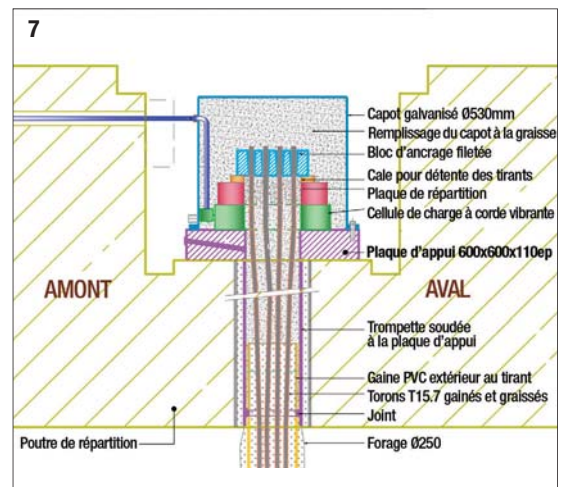 7
Capot galvanisé Ø530mm
Remplissage du capot à la graisse
Bloc d'ancrage filetée
Cale pour détente des tirants
Plaque de répartition
Cellule de charge à corde vibrante
Plaque d'appui 600x600x110ep
AMONT
AVAL
Trompette soudée
à la plaque d'appui
Gaine PVC extérieur au tirant
Torons T15.7 gainés et graissés
Joint
Poutre de répartition
Forage Ø250